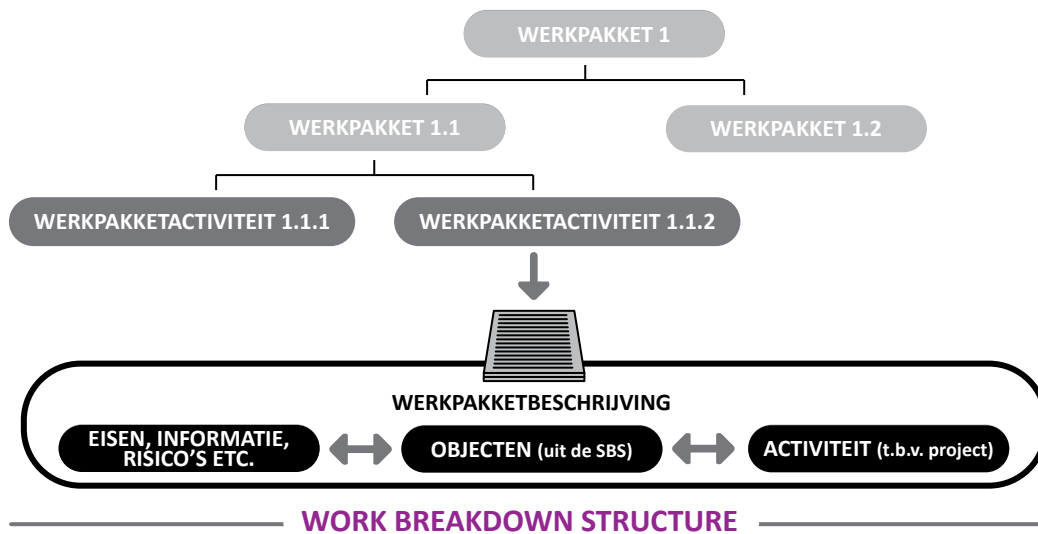 WERKPAKKET 1
WERKPAKKET 1.1
WERKPAKKET 1.2
WERKPAKKETACTIVITEIT 1.1.1
WERKPAKKETACTIVITEIT 1.1.2
WERKPAKKETBESCHRIJVING
EISEN, INFORMATIE,
RISICO'S ETC.
OBJECTEN (uit de SBS)
ACTIVITEIT (t.b.v. project)
WORK BREAKDOWN STRUCTURE